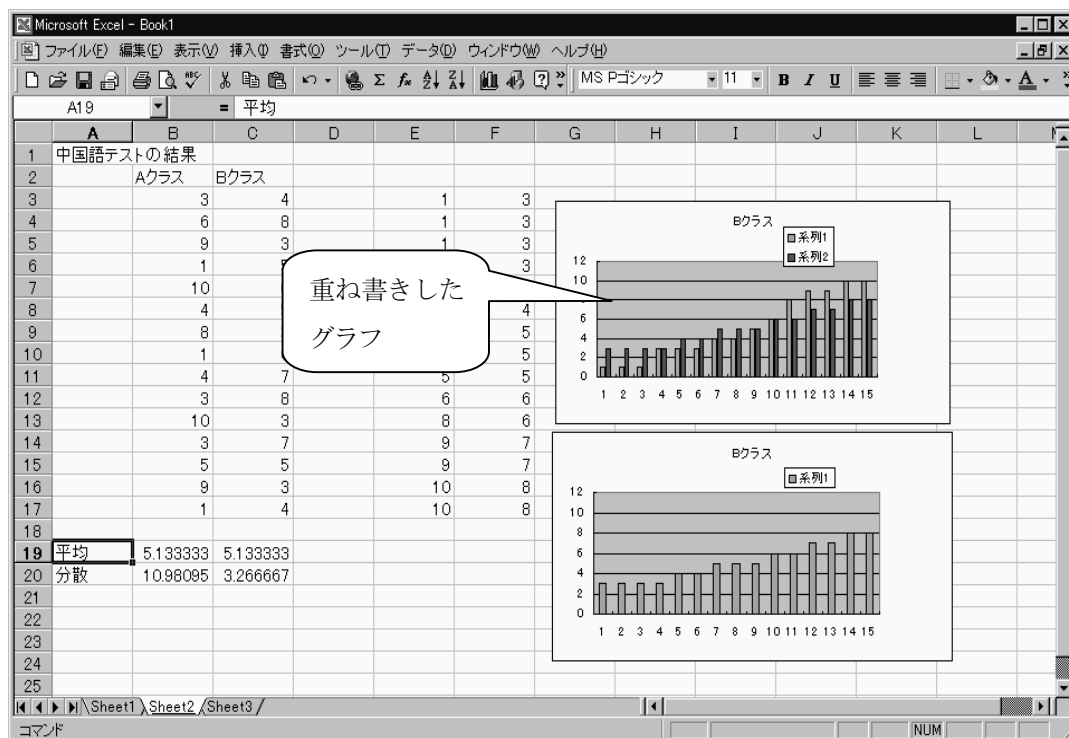 Microsoft Excel - Book1
ファイル(F) 編集(E) 表示(V) 挿入(I) 書式(O) ツール(T) データ(D) ウィンドウ(W) ヘルプ(H)
MS Pゴシック 11 B I U
A19 = 平均
A B C D E F G H I J K L
1 中国語テストの結果
2 Aクラス Bクラス
3 3 4 1 3
4 6 8 1 3
5 9 3 1 3
6 1 3
7 10
8 4 4
9 8 5
10 1 5
11 4 7 5 5
12 3 8 6 6
13 10 3 8 6
14 3 7 9 7
15 5 5 9 7
16 9 3 10 8
17 1 4 10 8
18
19 平均 5.133333 5.133333
20 分散 10.98095 3.266667
21
22
23
24
25
重ね書きした
グラフ
Bクラス
系列1
系列2
12
10
6
4
2
0
1 2 3 4 5 6 7 8 9 10 11 12 13 14 15
Bクラス
系列1
12
10
8
6
4
2
0
1 2 3 4 5 6 7 8 9 10 11 12 13 14 15
Sheet1 Sheet2 Sheet3
コマンド NUM